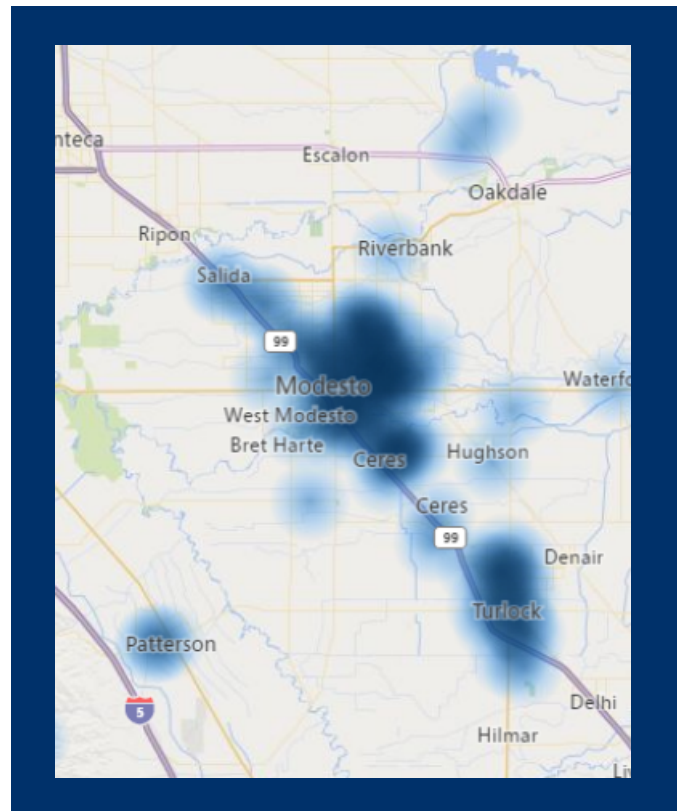 nteca
Escalon
Oakdale
Ripon
Riverbank
Salida
99
Waterfo
Modesto
West Modesto
Bret Harte
Hughson
Ceres
Ceres
99
Denair
Turlock
Patterson
5
Delhi
Hilmar
Liv